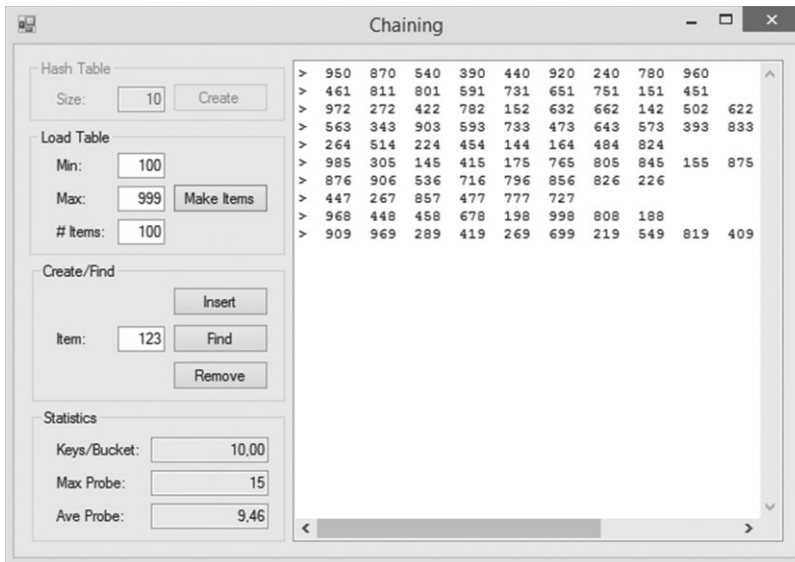 Chaining
Hash Table
Size: 10 Create
Load Table
Min: 100
Max: 999 Make Items
# Items: 100
Create/Find
Insert
Item: 123 Find
Remove
Statistics
Keys/Bucket: 10,00
Max Probe: 15
Ave Probe: 9,46
> 950 870 540 390 440 920 240 780 960
> 461 811 801 591 731 651 751 151 451
> 972 272 422 782 152 632 662 142 502 622
> 563 343 903 593 733 473 643 573 393 833
> 264 514 224 454 144 164 484 824
> 985 305 145 415 175 765 805 845 155 875
> 876 906 536 716 796 856 826 226
> 447 267 857 477 777 727
> 968 448 458 678 198 998 808 188
> 909 969 289 419 269 699 219 549 819 409